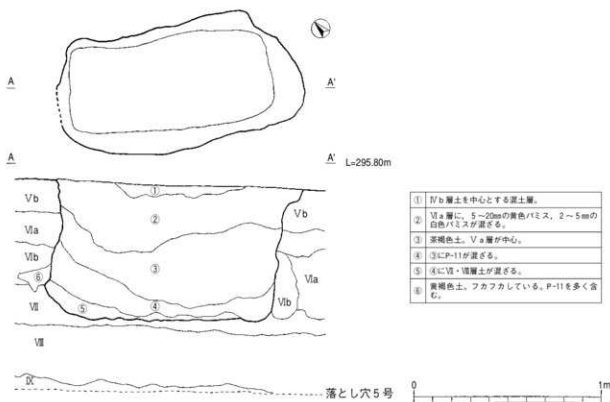 A A'
A A' L=295.80m
①
Ⅴb Ⅴb
②
Ⅵa
③
Ⅵb Ⅵa
⑥
Ⅶ ⑤ ④ Ⅵb
Ⅷ
Ⅸ
① Ⅳb層土を中心とする混土層。
② Ⅵa層に、5～20㎜の黄色パミス、2～5㎜の
白色パミスが混ざる。
③ 茶褐色土。Ⅴa層が中心。
④ ③にP-11が混ざる。
⑤ ④にⅦ・Ⅷ層土が混ざる。
⑥ 黄褐色土。フカフカしている。P-11を多く含
む。
落とし穴5号
0 1m